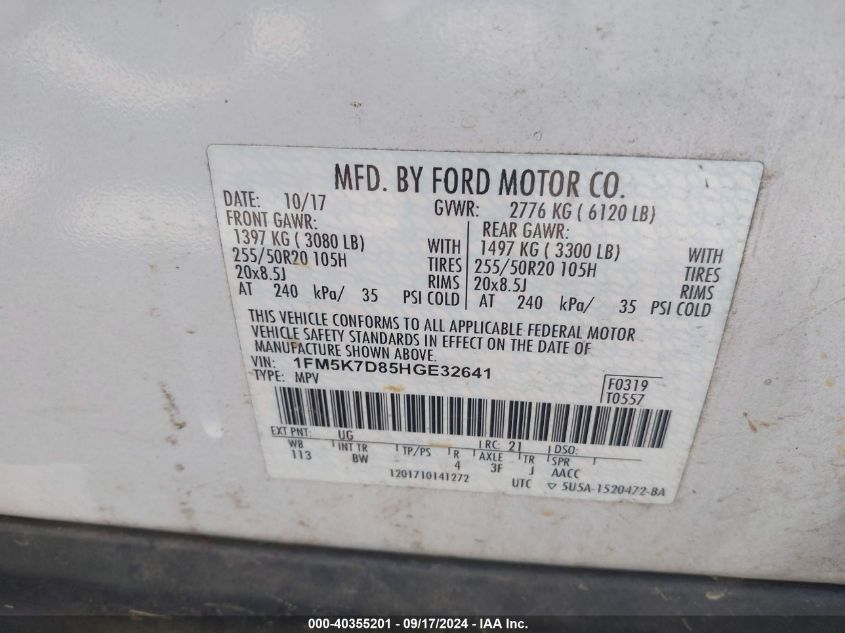 MFD. BY FORD MOTOR CO.
DATE: 10/17 GVWR: 2776 KG ( 6120 LB)
FRONT GAWR: REAR GAWR:
1397 KG ( 3080 LB) WITH 1497 KG ( 3300 LB) WITH
255/50R20 105H TIRES 255/50R20 105H TIRES
20x8.5J RIMS 20x8.5J RIMS
AT 240 kPa/ 35 PSI COLD AT 240 kPa/ 35 PSI COLD
THIS VEHICLE CONFORMS TO ALL APPLICABLE FEDERAL MOTOR
VEHICLE SAFETY STANDARDS IN EFFECT ON THE DATE OF
MANUFACTURE SHOWN ABOVE.
VIN: 1FM5K7D85HGE32641
TYPE: MPV
F0319
T0557
EXT PNT: UG RC: 21 DSO:
WB INT TR TP/PS R AXLE TR SPR
113 BW 4 3F J AACC
1201710141272 UTC ▽ 5U5A-1520472-BA
000-40355201 - 09/17/2024 - IAA Inc.